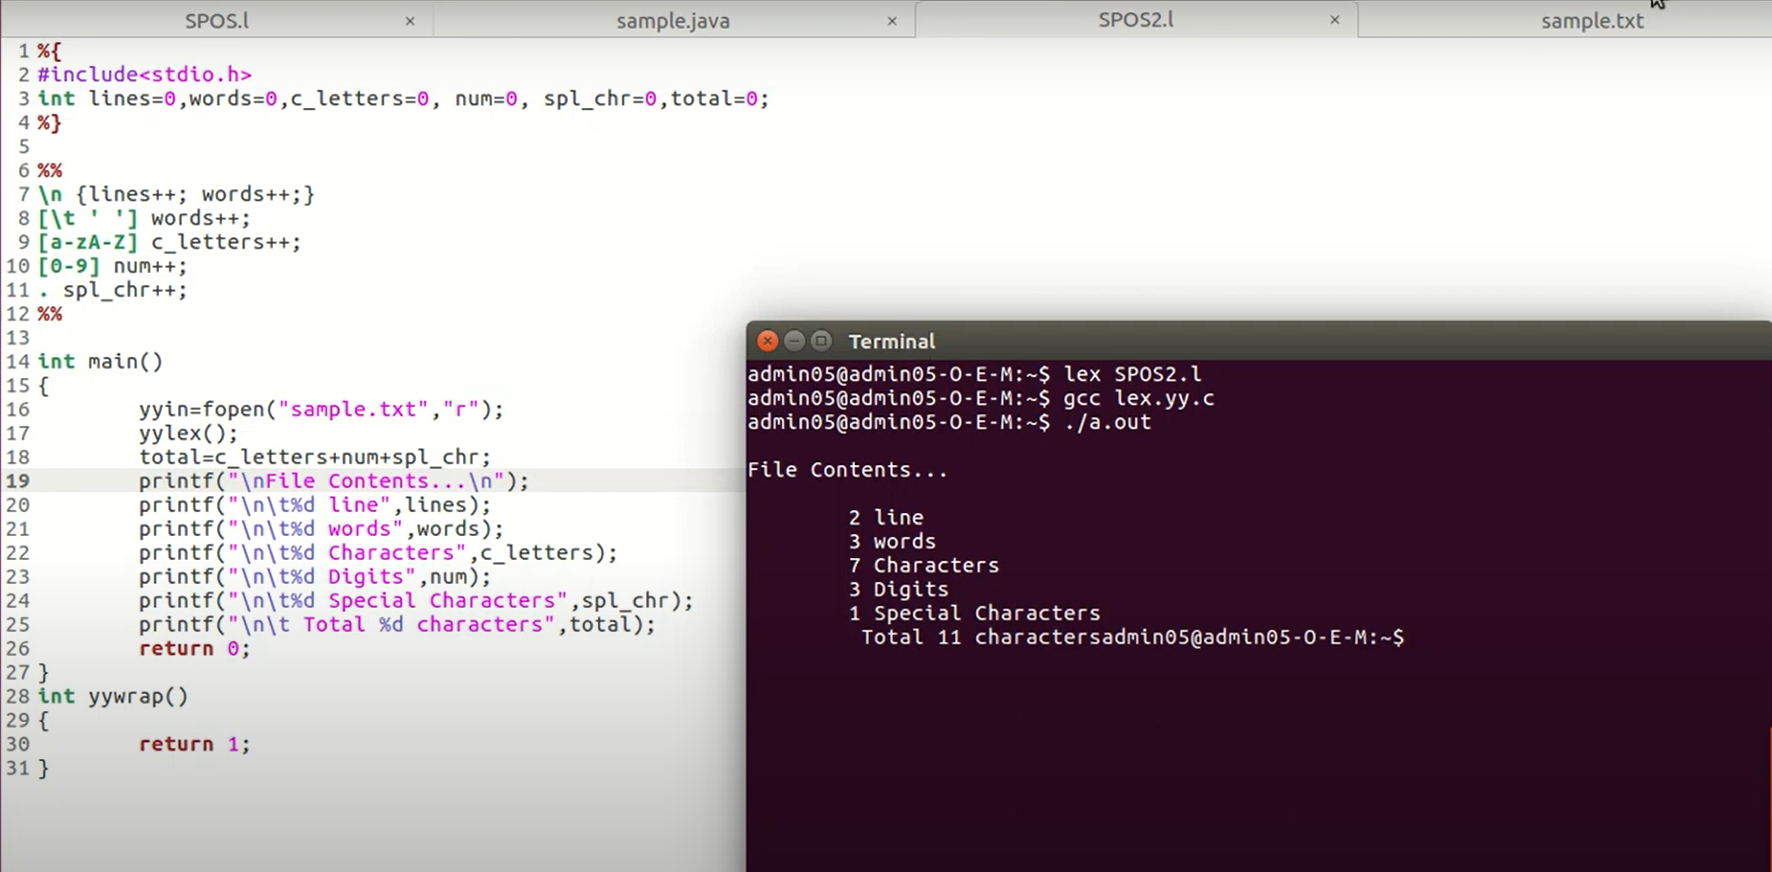 SPOS.l × sample.java × SPOS2.l × sample.txt
1 %{
2 #include<stdio.h>
3 int lines=0,words=0,c_letters=0, num=0, spl_chr=0,total=0;
4 %}
5
6 %%
7 \n {lines++; words++;}
8 [\t ' '] words++;
9 [a-zA-Z] c_letters++;
10 [0-9] num++;
11 . spl_chr++;
12 %%
13
14 int main()
15 {
16 yyin=fopen("sample.txt","r");
17 yylex();
18 total=c_letters+num+spl_chr;
19 printf("\nFile Contents...\n");
20 printf("\n\t%d line",lines);
21 printf("\n\t%d words",words);
22 printf("\n\t%d Characters",c_letters);
23 printf("\n\t%d Digits",num);
24 printf("\n\t%d Special Characters",spl_chr);
25 printf("\n\t Total %d characters",total);
26 return 0;
27 }
28 int yywrap()
29 {
30 return 1;
31 }
Terminal
admin05@admin05-O-E-M:~$ lex SPOS2.l
admin05@admin05-O-E-M:~$ gcc lex.yy.c
admin05@admin05-O-E-M:~$ ./a.out
File Contents...
2 line
3 words
7 Characters
3 Digits
1 Special Characters
Total 11 charactersadmin05@admin05-O-E-M:~$